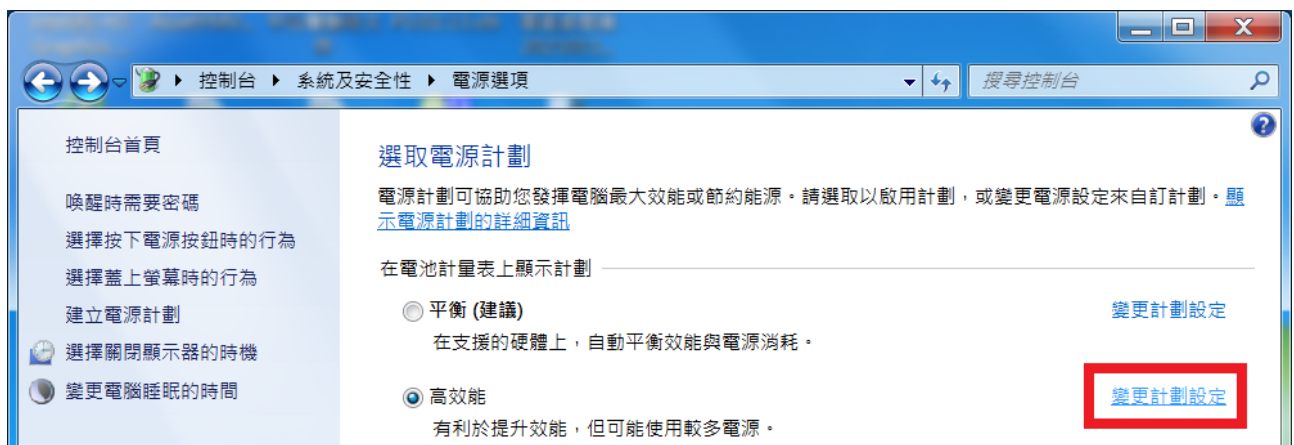 控制台 ▸ 系統及安全性 ▸ 電源選項
搜尋控制台
控制台首頁
喚醒時需要密碼
選擇按下電源按鈕時的行為
選擇蓋上螢幕時的行為
建立電源計劃
選擇關閉顯示器的時機
變更電腦睡眠的時間
選取電源計劃
電源計劃可協助您發揮電腦最大效能或節約能源。請選取以啟用計劃，或變更電源設定來自訂計劃。顯
示電源計劃的詳細資訊
在電池計量表上顯示計劃
平衡 (建議)
變更計劃設定
在支援的硬體上，自動平衡效能與電源消耗。
高效能
變更計劃設定
有利於提升效能，但可能使用較多電源。